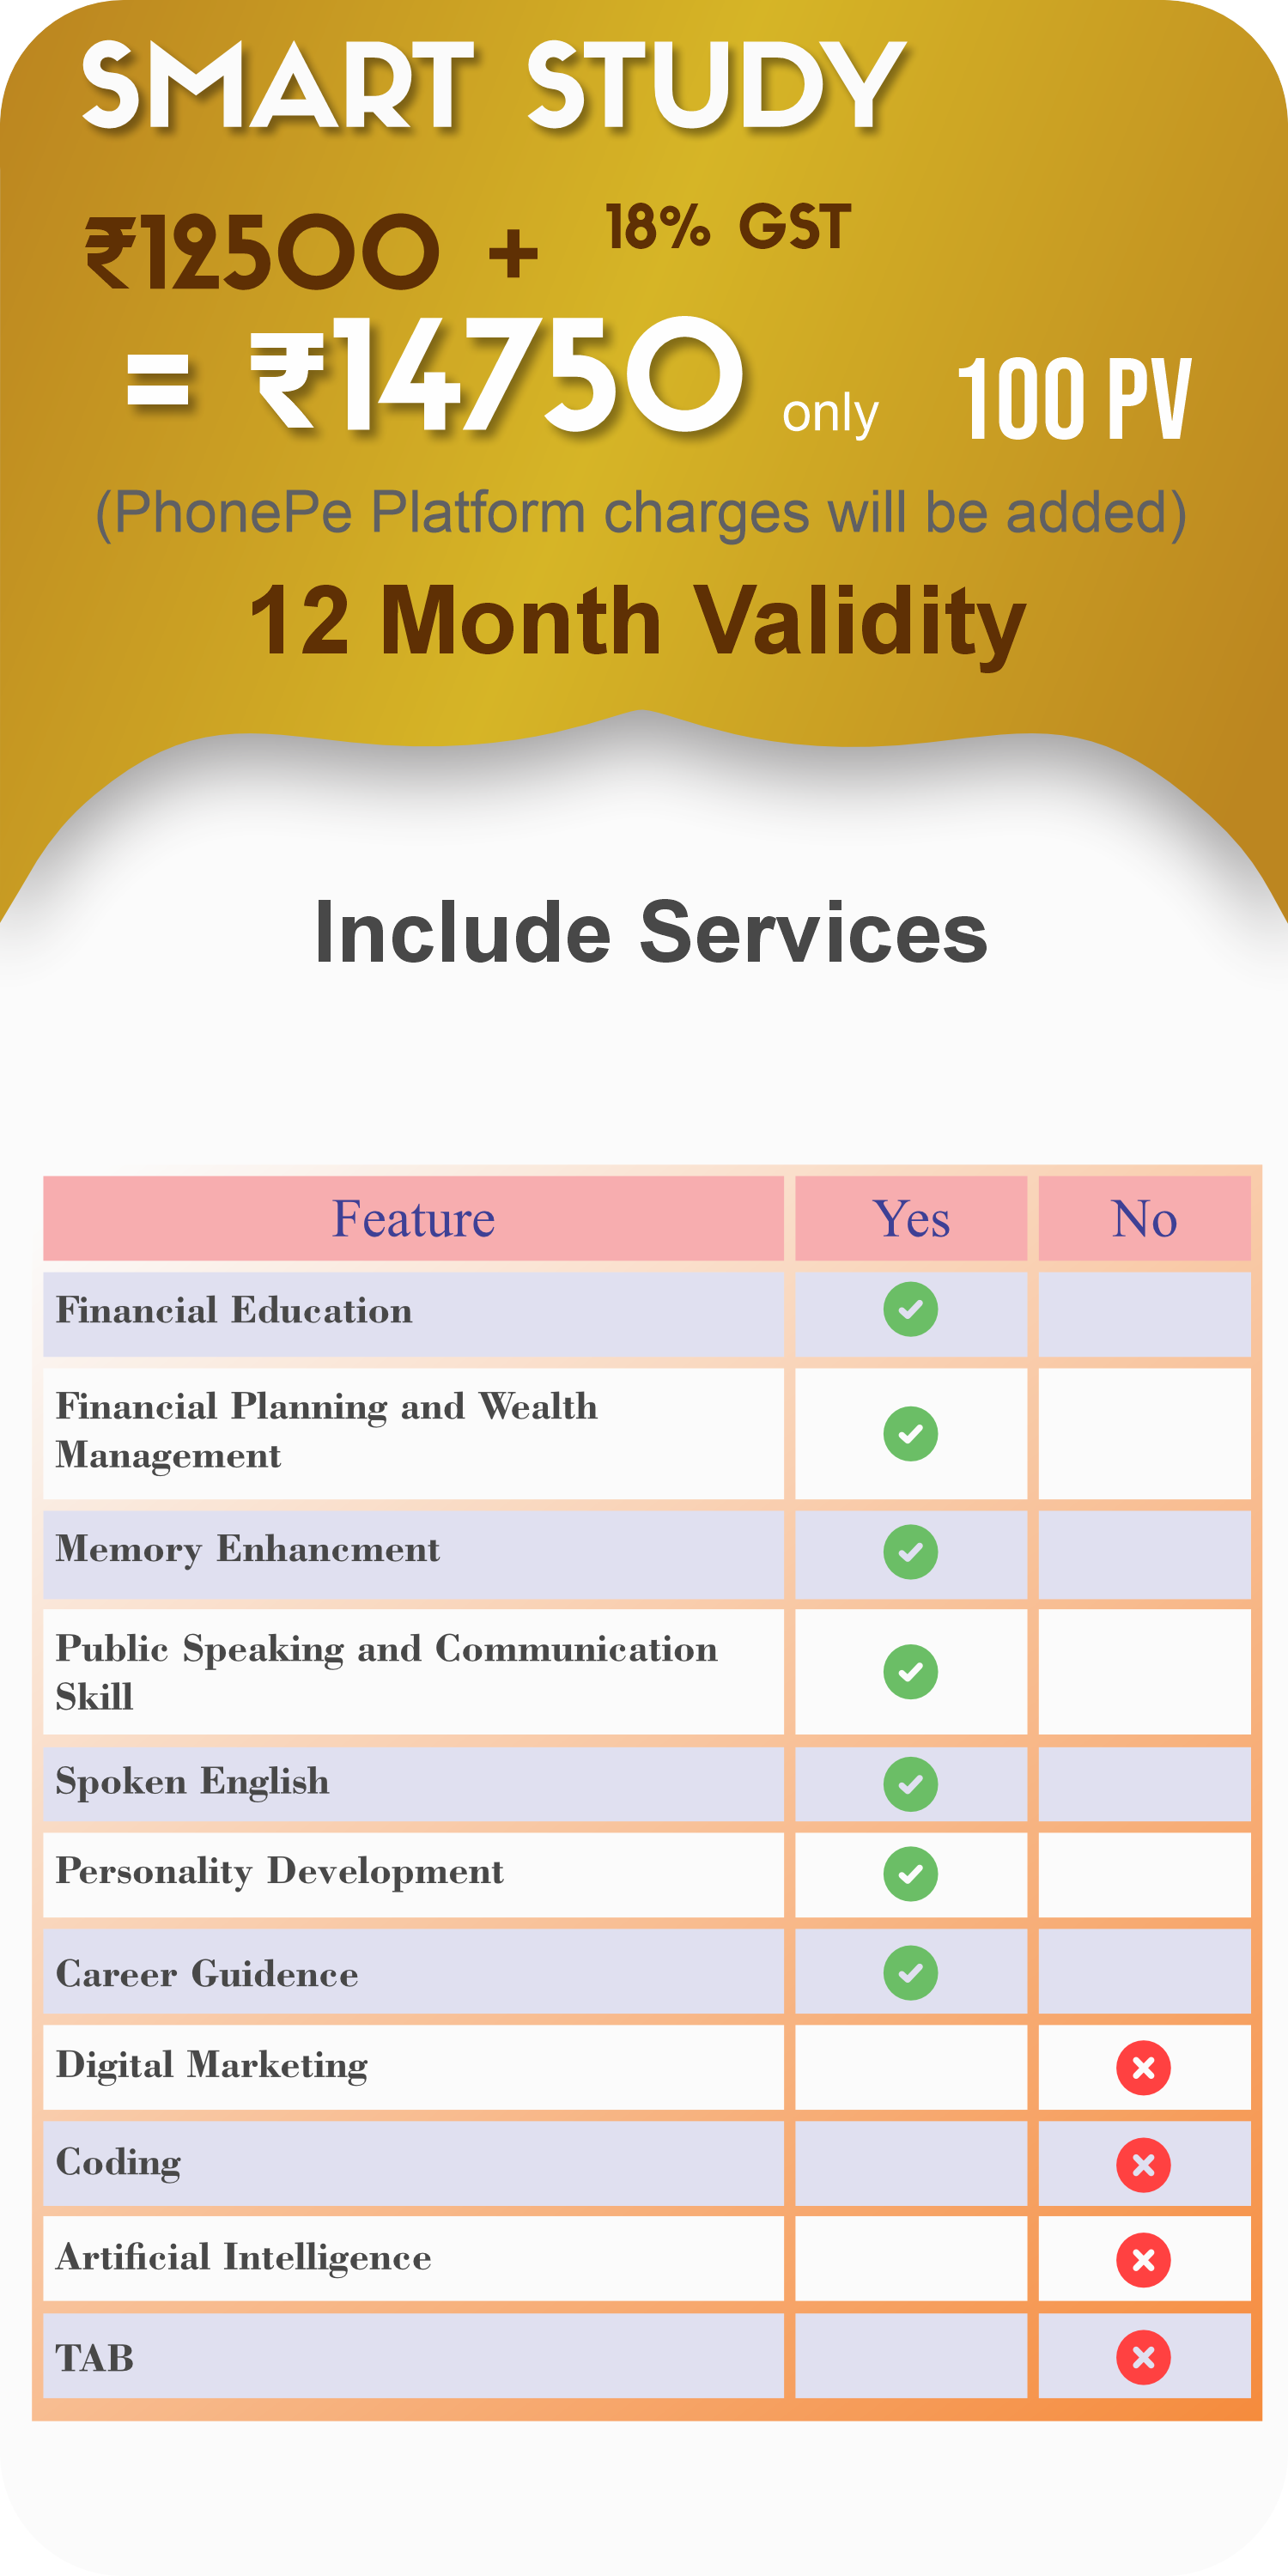 SMART STUDY
₹12500 + 18% GST
= ₹14750 only 100 PV
(PhonePe Platform charges will be added)
12 Month Validity
Include Services
Feature Yes No
Financial Education
Financial Planning and Wealth
Management
Memory Enhancment
Public Speaking and Communication
Skill
Spoken English
Personality Development
Career Guidence
Digital Marketing
Coding
Artificial Intelligence
TAB